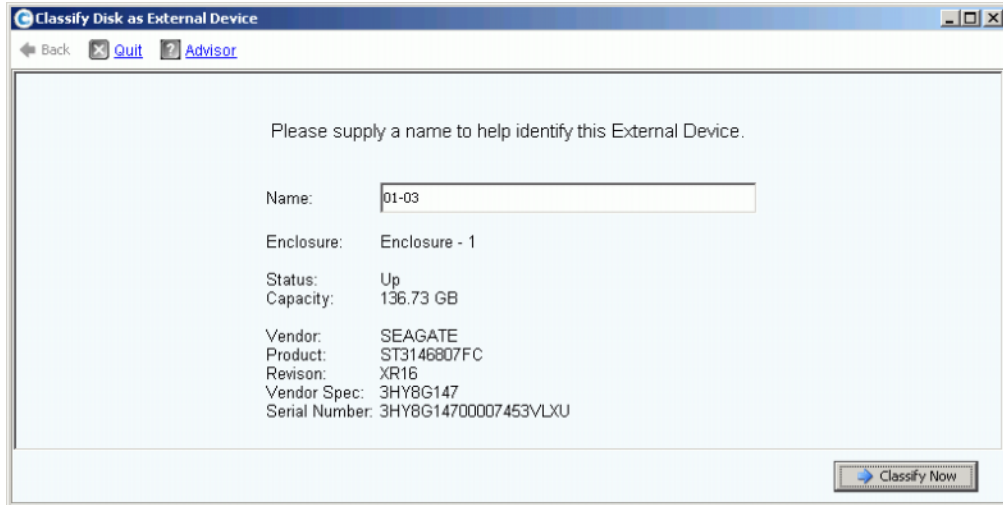 Classify Disk as External Device
Back Quit Advisor
Please supply a name to help identify this External Device.
Name: 01-03
Enclosure: Enclosure - 1
Status: Up
Capacity: 136.73 GB
Vendor: SEAGATE
Product: ST3146807FC
Revison: XR16
Vendor Spec: 3HY8G147
Serial Number: 3HY8G14700007453VLXU
Classify Now